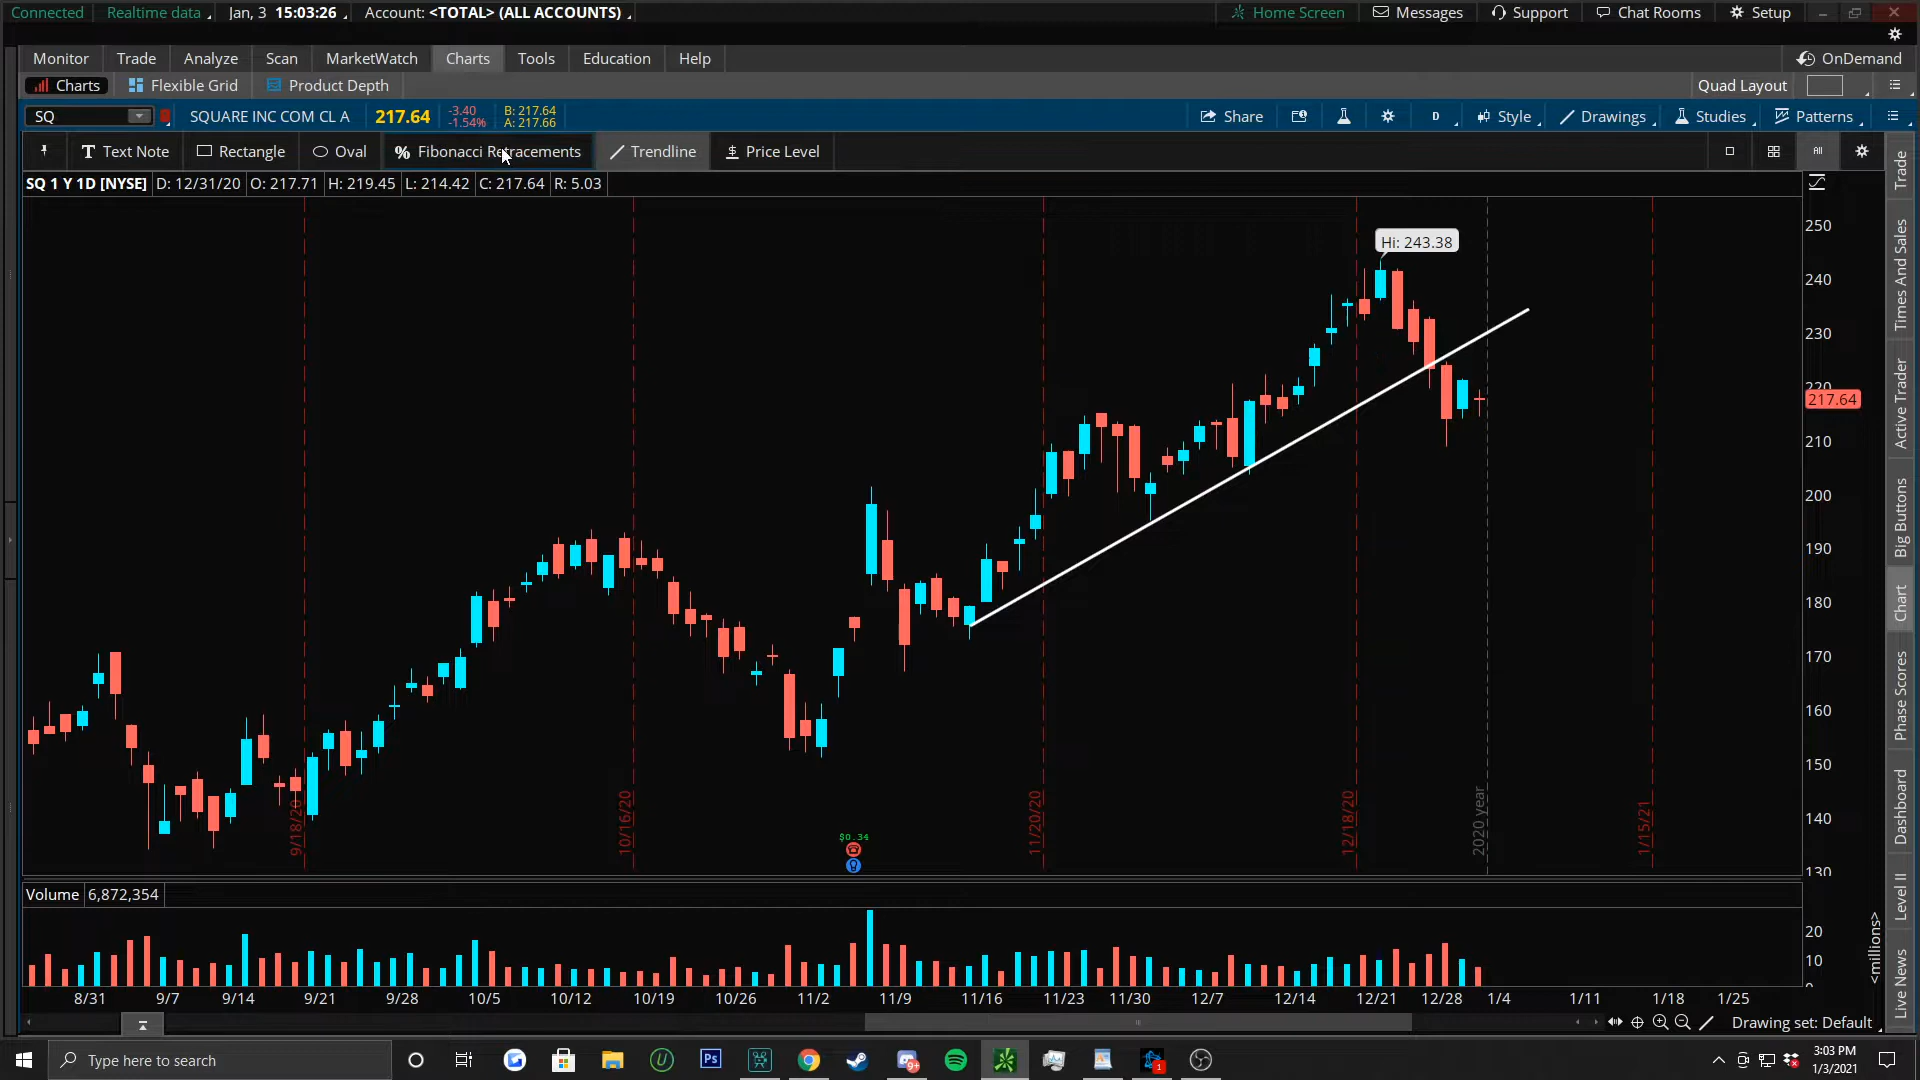 Connected Realtime data Jan, 3 15:03:26 Account: <TOTAL> (ALL ACCOUNTS) Home Screen Messages Support Chat Rooms Setup
Monitor Trade Analyze Scan MarketWatch Charts Tools Education Help OnDemand
Charts Flexible Grid Product Depth Quad Layout
SQ SQUARE INC COM CL A 217.64 -3.40 B: 217.64 Share D Style Drawings Studies Patterns
-1.54% A: 217.66
T Text Note Rectangle Oval % Fibonacci Retracements Trendline $ Price Level All
SQ 1 Y 1D [NYSE] D: 12/31/20 O: 217.71 H: 219.45 L: 214.42 C: 217.64 R: 5.03
250
Hi: 243.38
240
230
220
217.64
210
200
190
180
170
160
150
140
130
9/18/20 10/16/20 11/20/20 12/18/20 2020 year 1/15/21
$0.34
Volume 6,872,354
20
10
0
<millions>
8/31 9/7 9/14 9/21 9/28 10/5 10/12 10/19 10/26 11/2 11/9 11/16 11/23 11/30 12/7 12/14 12/21 12/28 1/4 1/11 1/18 1/25
Drawing set: Default
Trade
Times And Sales
Active Trader
Big Buttons
Chart
Phase Scores
Dashboard
Level II
Live News
Type here to search Ps 9+ 1 3:03 PM
1/3/2021